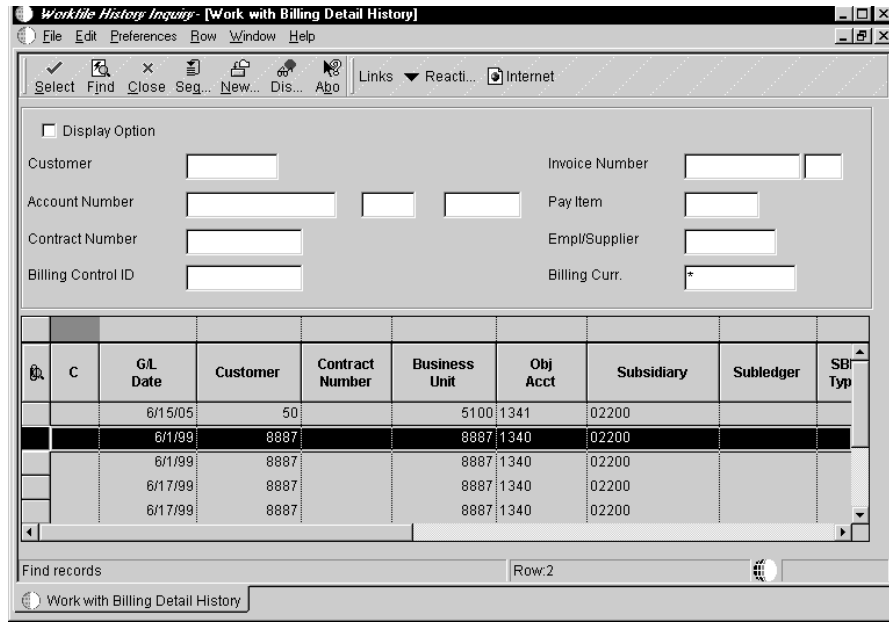 Workfile History Inquiry - [Work with Billing Detail History]
File Edit Preferences Row Window Help
Select Find Close Seq... New... Dis... Abo Links Reacti... Internet
Display Option
Customer Invoice Number
Account Number Pay Item
Contract Number Empl/Supplier
Billing Control ID Billing Curr. *
C G/L Date Customer Contract Number Business Unit Obj Acct Subsidiary Subledger SBL Typ
6/15/05 50 5100 1341 02200
6/1/99 8887 8887 1340 02200
6/1/99 8887 8887 1340 02200
6/17/99 8887 8887 1340 02200
6/17/99 8887 8887 1340 02200
Find records Row:2
Work with Billing Detail History